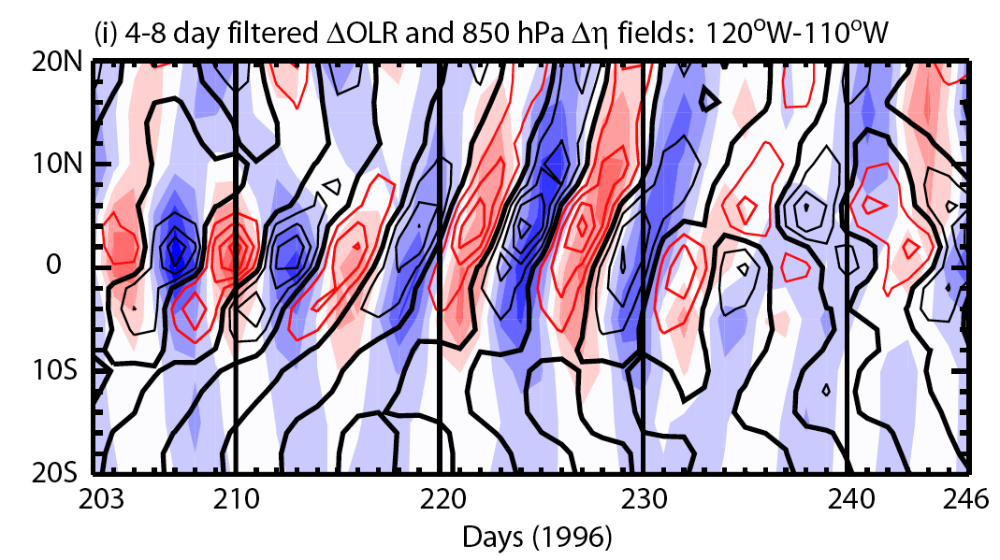 (i) 4-8 day filtered ΔOLR and 850 hPa Δη fields: 120°W-110°W
20N
10N
0
10S
20S
203 210 220 230 240 246
Days (1996)